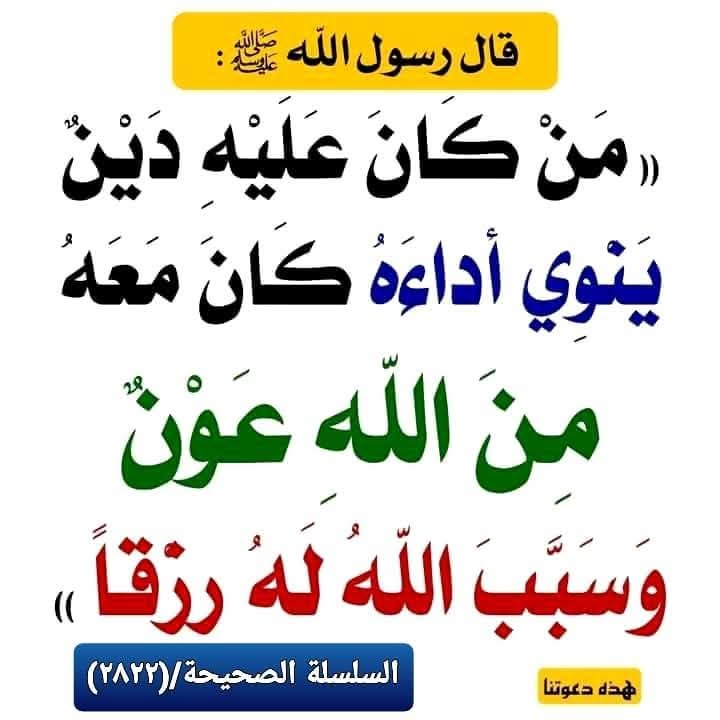 قال رسول الله ﷺ :
(( مَنْ كَانَ عَلَيْهِ دَيْنٌ
يَنْوِي أداءَهُ كَانَ مَعَهُ
مِنَ اللّهِ عَوْنٌ
وَسَبَّبَ اللّهُ لَهُ رِزْقاً ))
السلسلة الصحيحة/(٢٨٢٢)
هذه دعوتنا